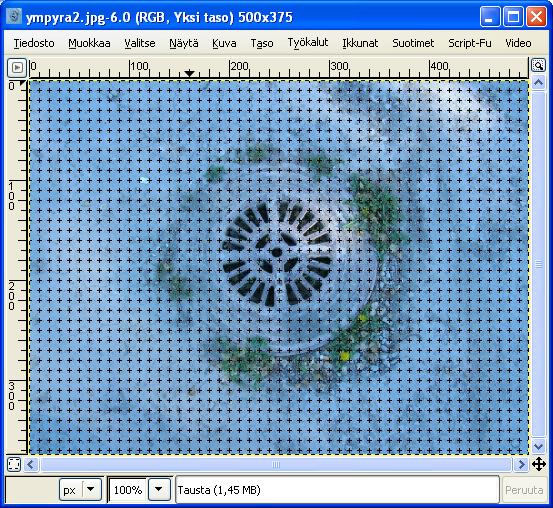 ympyra2.jpg-6.0 (RGB, Yksi taso) 500x375
Tiedosto Muokkaa Valitse Näytä Kuva Taso Työkalut Ikkunat Suotimet Script-Fu Video
0 100 200 300 400
0
100
200
300
px 100% Tausta (1,45 MB) Peruuta